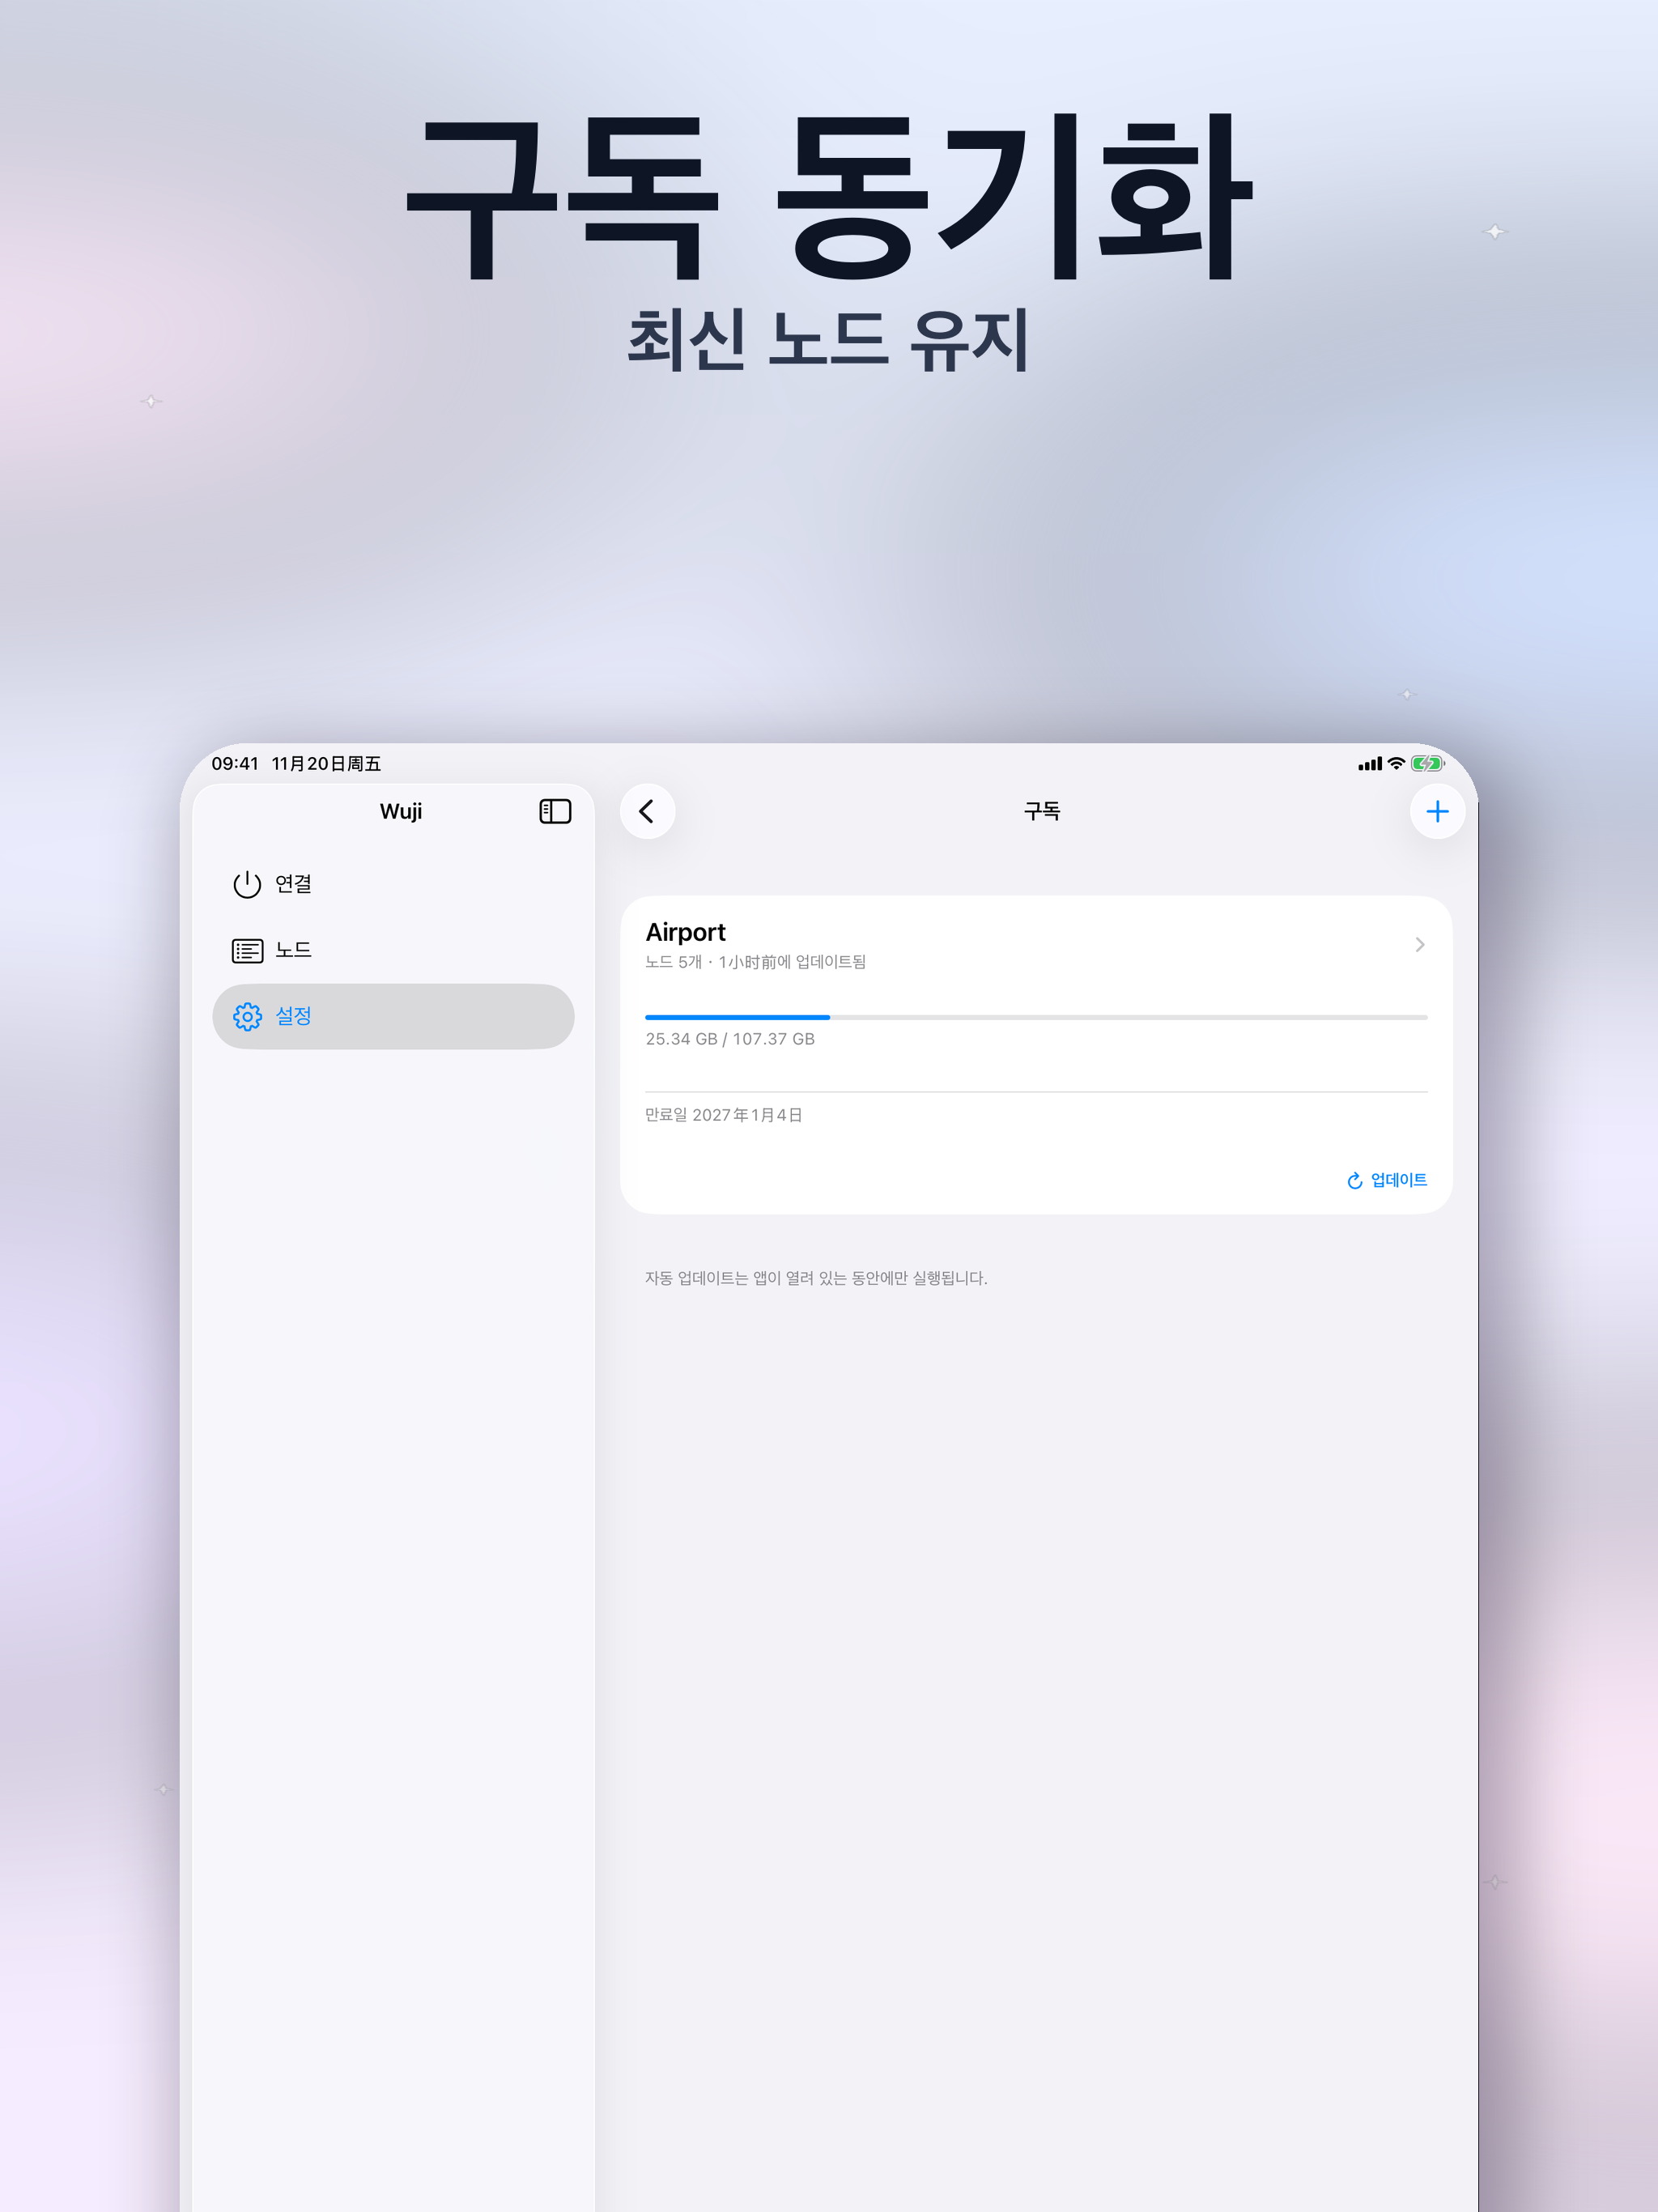 구독 동기화
최신 노드 유지
09:41 11月20日周五
Wuji
구독
연결
노드
설정
Airport
노드 5개 · 1小时前에 업데이트됨
25.34 GB / 107.37 GB
만료일 2027年1月4日
업데이트
자동 업데이트는 앱이 열려 있는 동안에만 실행됩니다.